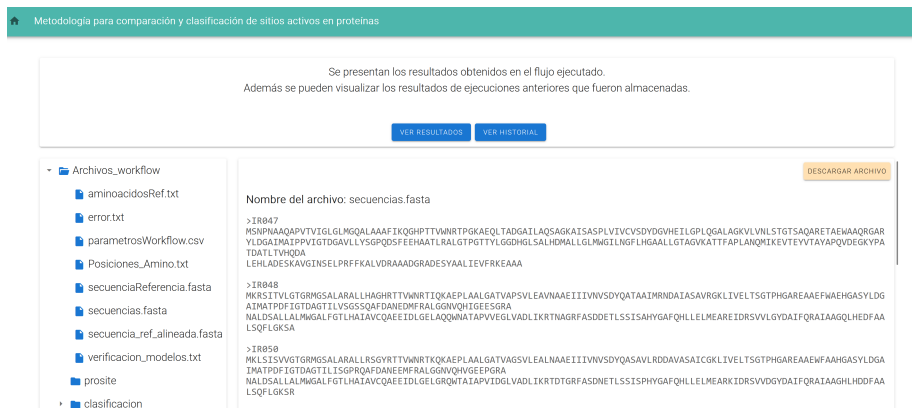 Metodología para comparación y clasificación de sitios activos en proteínas
Se presentan los resultados obtenidos en el flujo ejecutado.
Además se pueden visualizar los resultados de ejecuciones anteriores que fueron almacenadas.
VER RESULTADOS
VER HISTORIAL
Archivos_workflow
aminoacidosRef.txt
error.txt
parametrosWorkflow.csv
Posiciones_Amino.txt
secuenciaReferencia.fasta
secuencias.fasta
secuencia_ref_alineada.fasta
verificacion_modelos.txt
prosite
clasificacion
DESCARGAR ARCHIVO
Nombre del archivo: secuencias.fasta
>IR047
MSNPNAAQAPVTVIGLGLMGQALAAAFIKQGHPTTVWNRTPGKAEQLTADGAILAQSAGKAISASPLVIVCVSDYDGVHEILGPLQGALAGKVLVNLSTGTSAQARETAEWAAQRGAR
YLDGAIMAIPPVIGTDGAVLLYSGPQDSFEEHAATLRALGTPGTTYLGGDHGLSALHDMALLGLMWGILNGFLHGAALLGTAGVKATTFAPLANQMIKEVTEYVTAYAPQVDEGKYPA
TDATLTVHQDA
LEHLADESKAVGINSELPRFFKALVDRAAADGRADESYAALIEVFRKEAAA
>IR048
MKRSITVLGTGRMGSALARALLHAGHRTTVWNRTIQKAEPLAALGATVAPSVLEAVNAAEIIIVNVSDYQATAAIMRNDAIASAVRGKLIVELTSGTPHGAREAAEFWAEHGASYLDG
AIMATPDFIGTDAGTILVSGSSQAFDANEDMFRALGGNVQHIGEESGRA
NALDSALLALMWGALFGTLHAIAVCQAEEIDLGELAQQWNATAPVVEGLVADLIKRTNAGRFASDDETLSSISAHYGAFQHLLELMEAREIDRSVVLGYDAIFQRAIAAGQLHEDFAA
LSQFLGKSA
>IR050
MKLSISVVGTGRMGSALARALLRSGYRTTVWNRTKQKAEPLAALGATVAGSVLEALNAAEIIIVNVSDYQASAVLRDDAVASAICGKLIVELTSGTPHGAREAAEWFAAHGASYLDGA
IMATPDFIGTDAGTILISGPRQAFDANEEMFRALGGNVQHVGEEPGRA
NALDSALLALMWGALFGTLHAIAVCQAEEIDLGELGRQWTAIAPVIDGLVADLIKRTDTGRFASDNETLSSISPHYGAFQHLLELMEARKIDRSVVDGYDAIFQRAIAAGHLHDDFAA
LSQFLGKSR